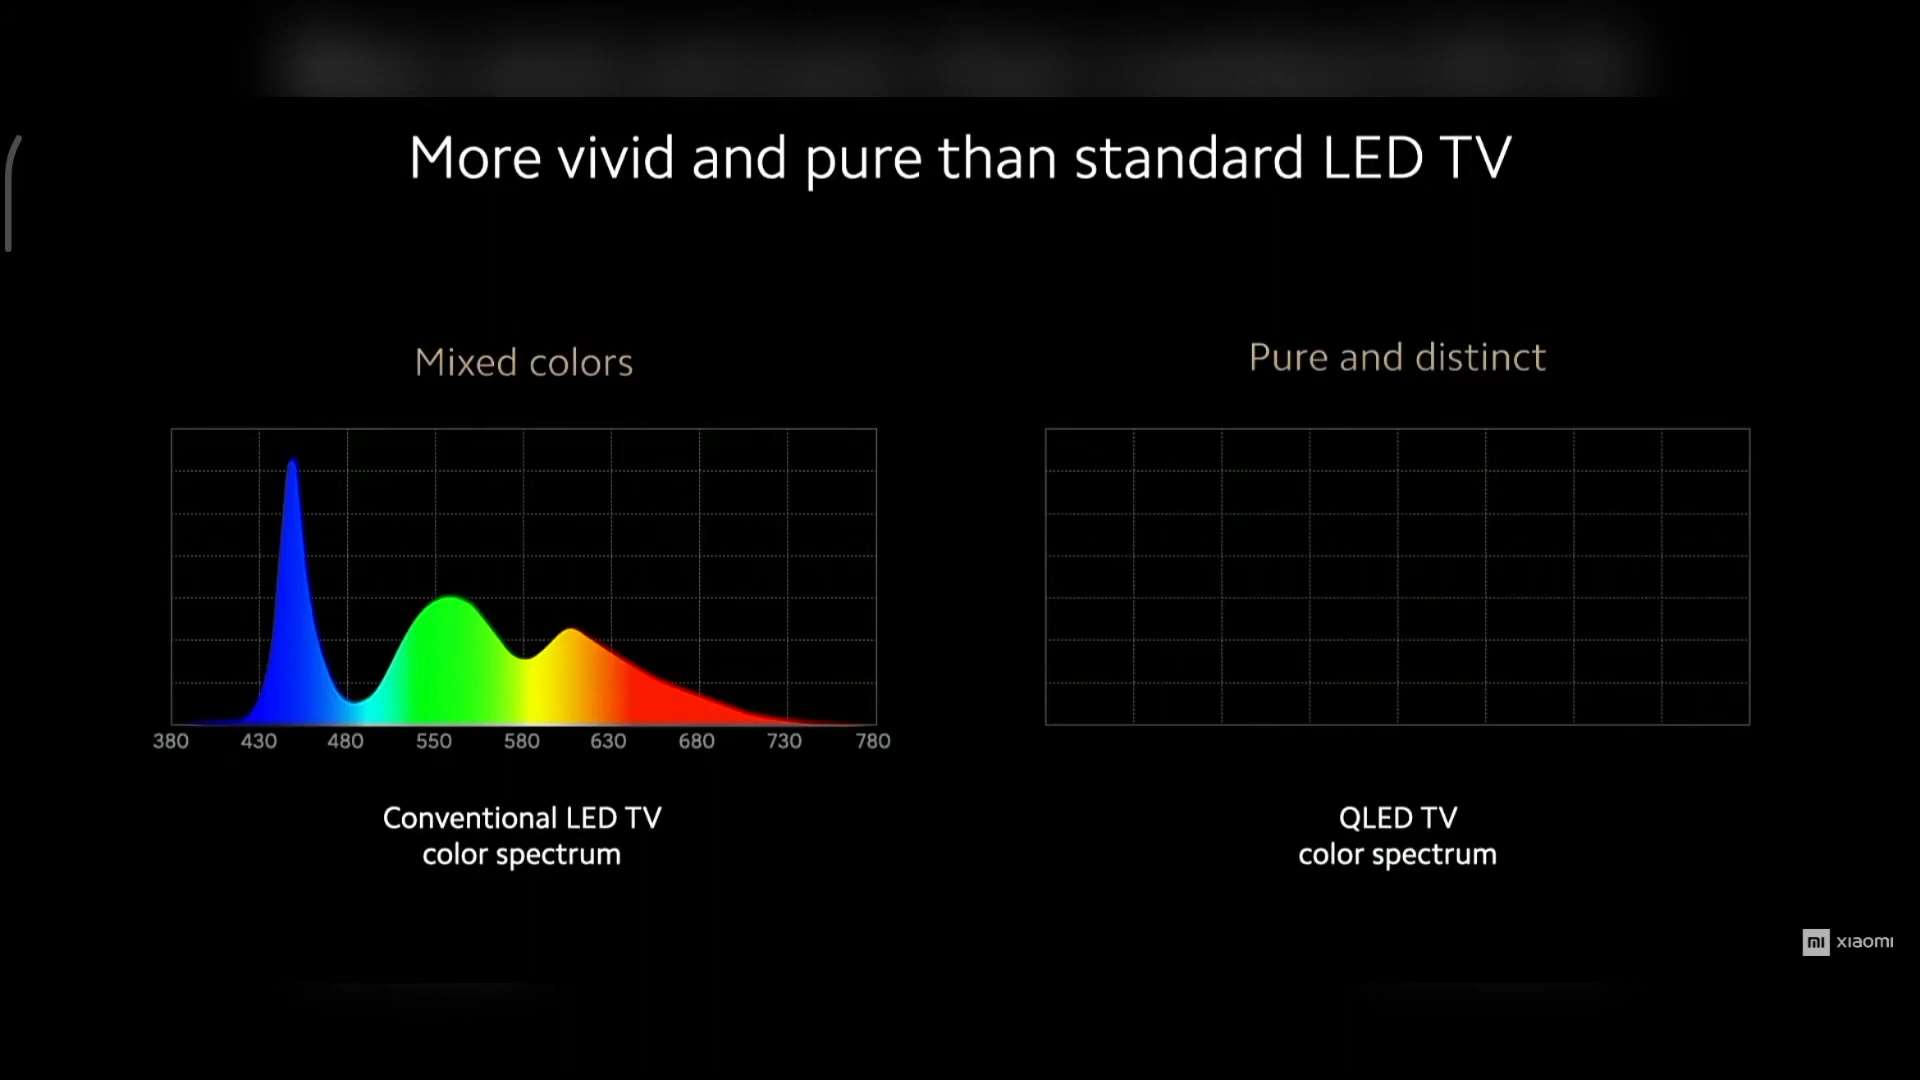 More vivid and pure than standard LED TV
Mixed colors
Pure and distinct
380 430 480 550 580 630 680 730 780
Conventional LED TV
color spectrum
QLED TV
color spectrum
mi xiaomi